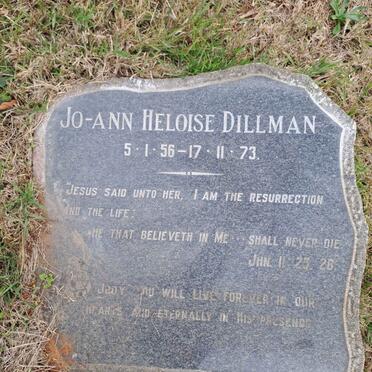 Jo-Ann Heloise Dillman
5·1·56-17·11·73.
Jesus said unto her, I am the resurrection
and the life:
he that believeth in Me... shall never die
Jhn. 11: 25, 26
Judy you will live forever in our
hearts and eternally in His presence